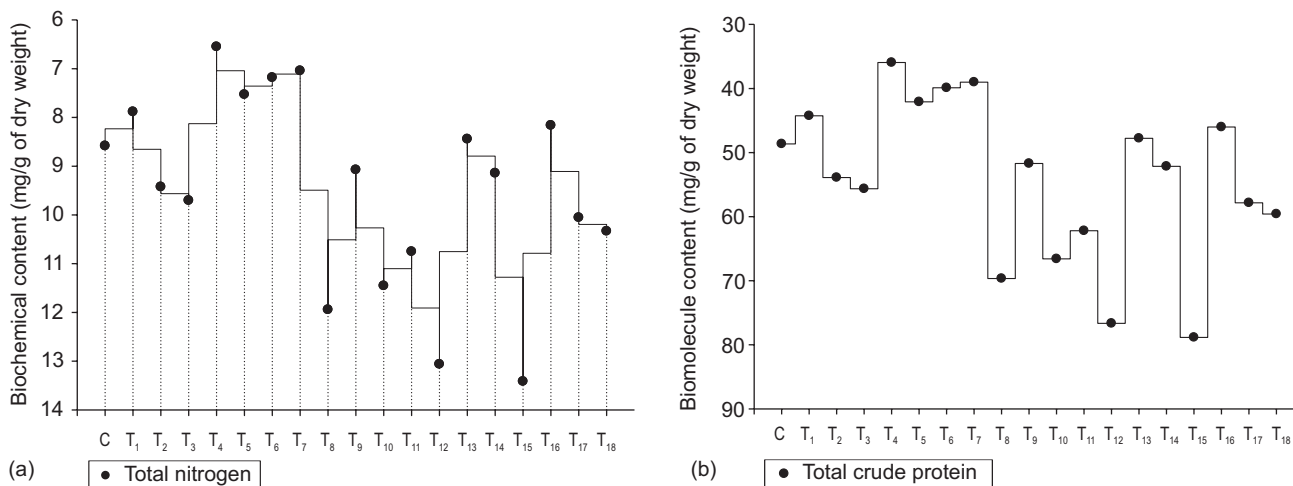 6
7
8
9
10
11
12
13
14
Biochemical content (mg/g of dry weight)
C T₁ T₂ T₃ T₄ T₅ T₆ T₇ T₈ T₉ T₁₀ T₁₁ T₁₂ T₁₃ T₁₄ T₁₅ T₁₆ T₁₇ T₁₈
(a)
Total nitrogen
30
40
50
60
70
80
90
Biomolecule content (mg/g of dry weight)
C T₁ T₂ T₃ T₄ T₅ T₆ T₇ T₈ T₉ T₁₀ T₁₁ T₁₂ T₁₃ T₁₄ T₁₅ T₁₆ T₁₇ T₁₈
(b)
Total crude protein